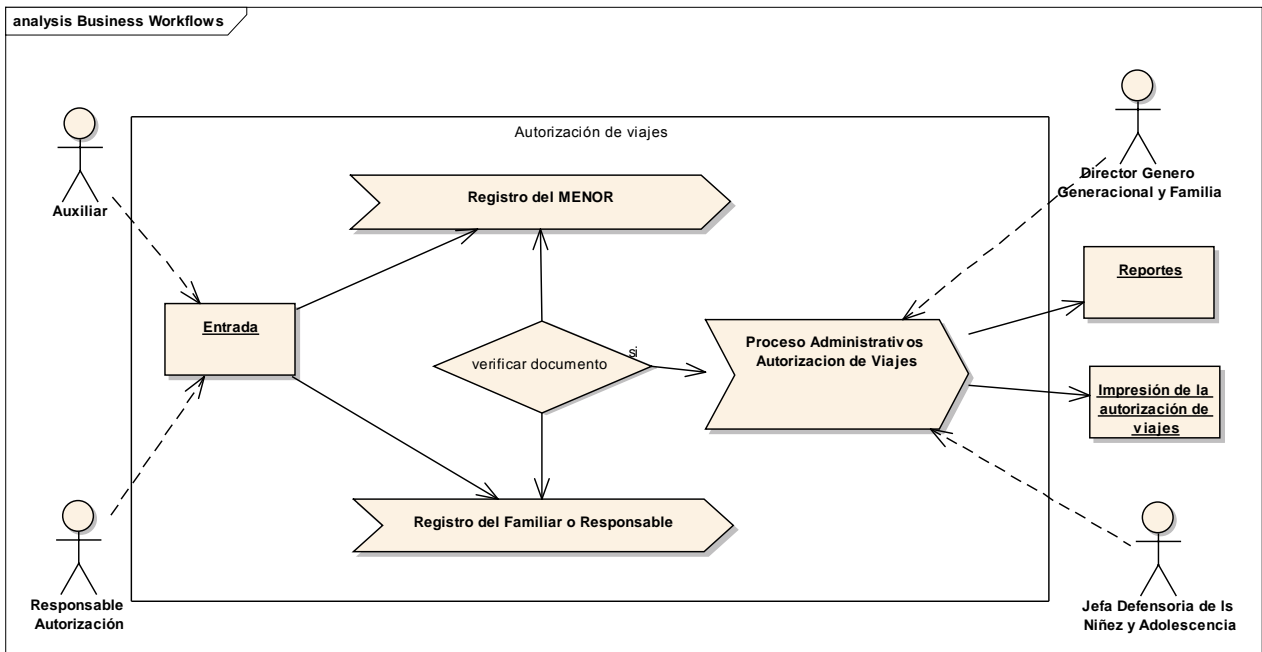 analysis Business Workflows
Autorización de viajes
Auxiliar
Registro del MENOR
Director Genero
Generacional y Familia
Entrada
verificar documento
si
Proceso Administrativos
Autorizacion de Viajes
Reportes
Impresión de la
autorización de
viajes
Registro del Familiar o Responsable
Responsable
Autorización
Jefa Defensoria de ls
Niñez y Adolescencia